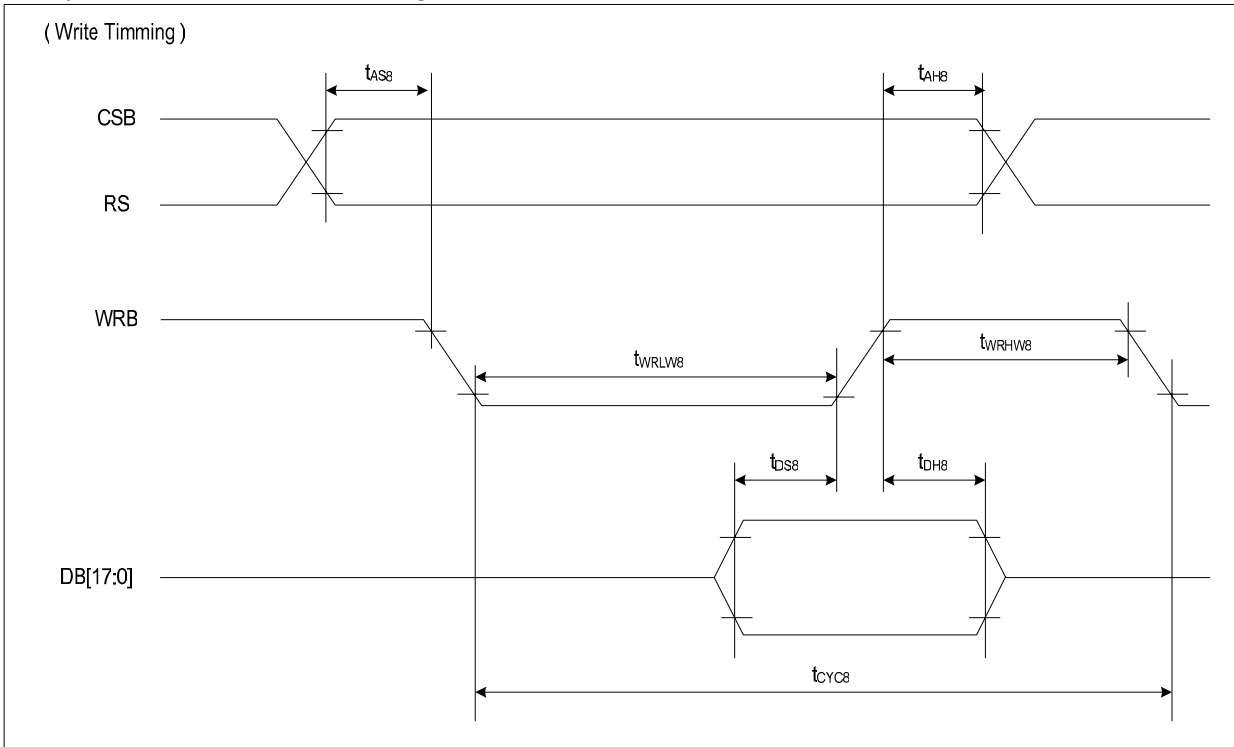 ( Write Timming )
tAS8
tAH8
CSB
RS
WRB
tWRLW8
tWRHW8
tDS8
tDH8
DB[17:0]
tCYC8